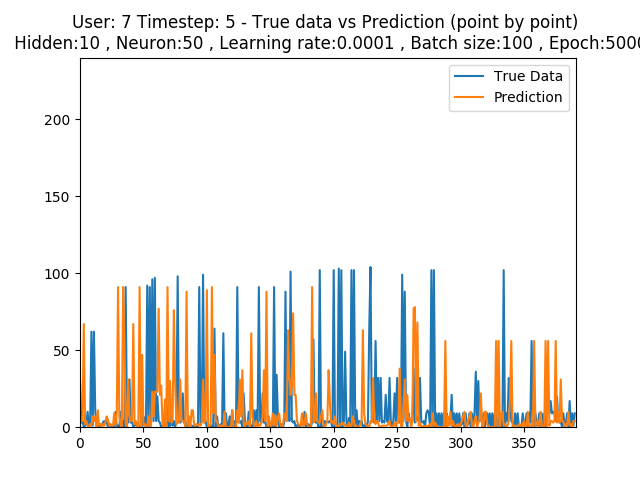 User: 7 Timestep: 5 - True data vs Prediction (point by point)
Hidden:10 , Neuron:50 , Learning rate:0.0001 , Batch size:100 , Epoch:5000
True Data
Prediction
200
150
100
50
0
0 50 100 150 200 250 300 350